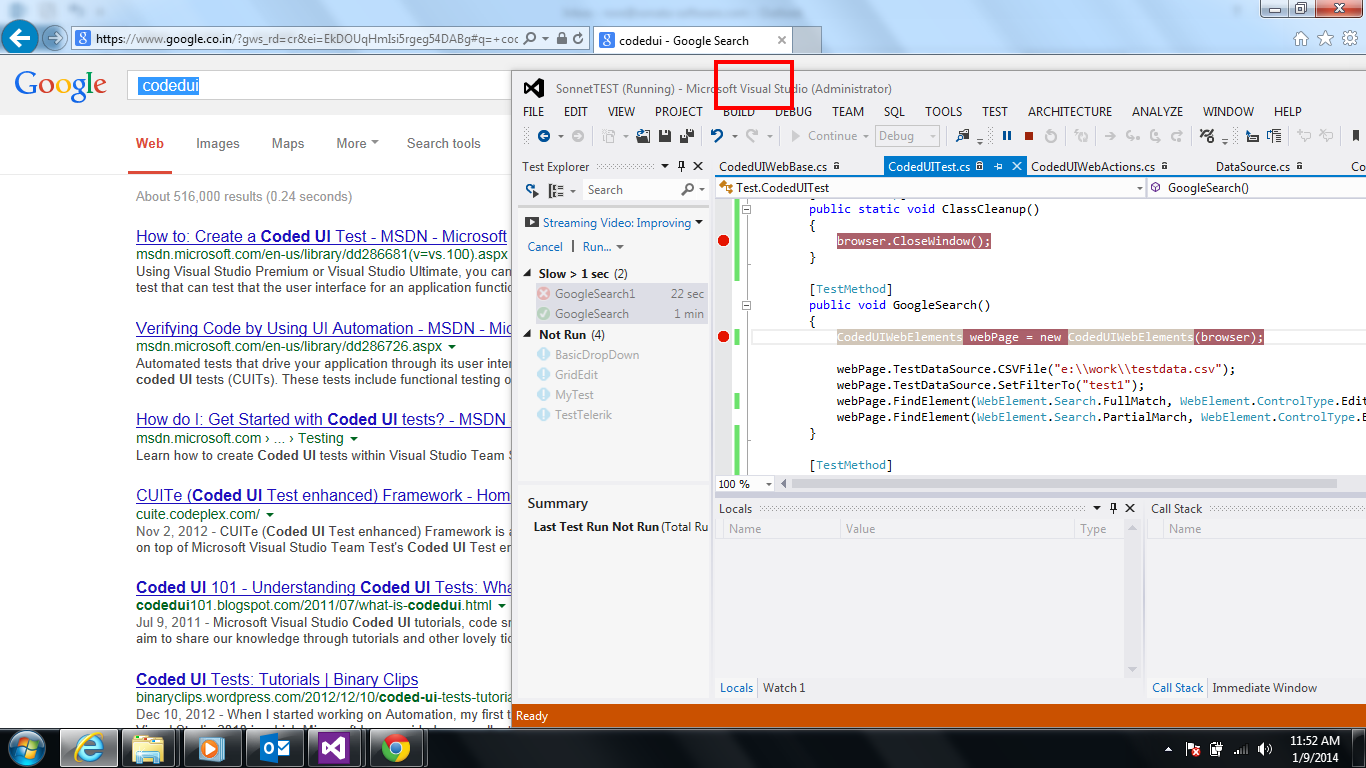 https://www.google.co.in/?gws_rd=cr&ei=EkDOUqHmIsi5rgeg54DABg#q=+coc
codedui - Google Search
Google
codedui
Web Images Maps More Search tools
About 516,000 results (0.24 seconds)
How to: Create a Coded UI Test - MSDN - Microsoft
msdn.microsoft.com/en-us/library/dd286681(v=vs.100).aspx
Using Visual Studio Premium or Visual Studio Ultimate, you can
test that can test that the user interface for an application functio
Verifying Code by Using UI Automation - MSDN - Mic
msdn.microsoft.com/en-us/library/dd286726.aspx
Automated tests that drive your application through its user inter
coded UI tests (CUITs). These tests include functional testing o
How do I: Get Started with Coded UI tests? - MSDN
msdn.microsoft.com › ... › Testing
Learn how to create Coded UI tests within Visual Studio Team S
CUITe (Coded UI Test enhanced) Framework - Hom
cuite.codeplex.com/
Nov 2, 2012 - CUITe (Coded UI Test enhanced) Framework is a
on top of Microsoft Visual Studio Team Test's Coded UI Test en
Coded UI 101 - Understanding Coded UI Tests: Wha
codedui101.blogspot.com/2011/07/what-is-codedui.html
Jul 9, 2011 - Microsoft Visual Studio Coded UI tutorials, code sn
aim to share our knowledge through tutorials and other lovely tid
Coded UI Tests: Tutorials | Binary Clips
binaryclips.wordpress.com/2012/12/10/coded-ui-tests-tutoria
Dec 10, 2012 - When I started working on Automation, my first t
SonnetTEST (Running) - Microsoft Visual Studio (Administrator)
FILE EDIT VIEW PROJECT BUILD DEBUG TEAM SQL TOOLS TEST ARCHITECTURE ANALYZE WINDOW HELP
Continue Debug
Test Explorer
Search
Streaming Video: Improving
Cancel | Run...
Slow > 1 sec (2)
GoogleSearch1 22 sec
GoogleSearch 1 min
Not Run (4)
BasicDropDown
GridEdit
MyTest
TestTelerik
Summary
Last Test Run Not Run (Total Ru
CodedUIWebBase.cs CodedUITest.cs CodedUIWebActions.cs DataSource.cs Co
Test.CodedUITest GoogleSearch()
public static void ClassCleanup()
{
browser.CloseWindow();
}
[TestMethod]
public void GoogleSearch()
{
CodedUIWebElements webPage = new CodedUIWebElements(browser);
webPage.TestDataSource.CSVFile("e:\\work\\testdata.csv");
webPage.TestDataSource.SetFilterTo("test1");
webPage.FindElement(WebElement.Search.FullMatch, WebElement.ControlType.Edit
webPage.FindElement(WebElement.Search.PartialMarch, WebElement.ControlType.E
}
[TestMethod]
100 %
Locals
Name Value Type
Call Stack
Name
Locals Watch 1
Call Stack Immediate Window
Ready
11:52 AM
1/9/2014